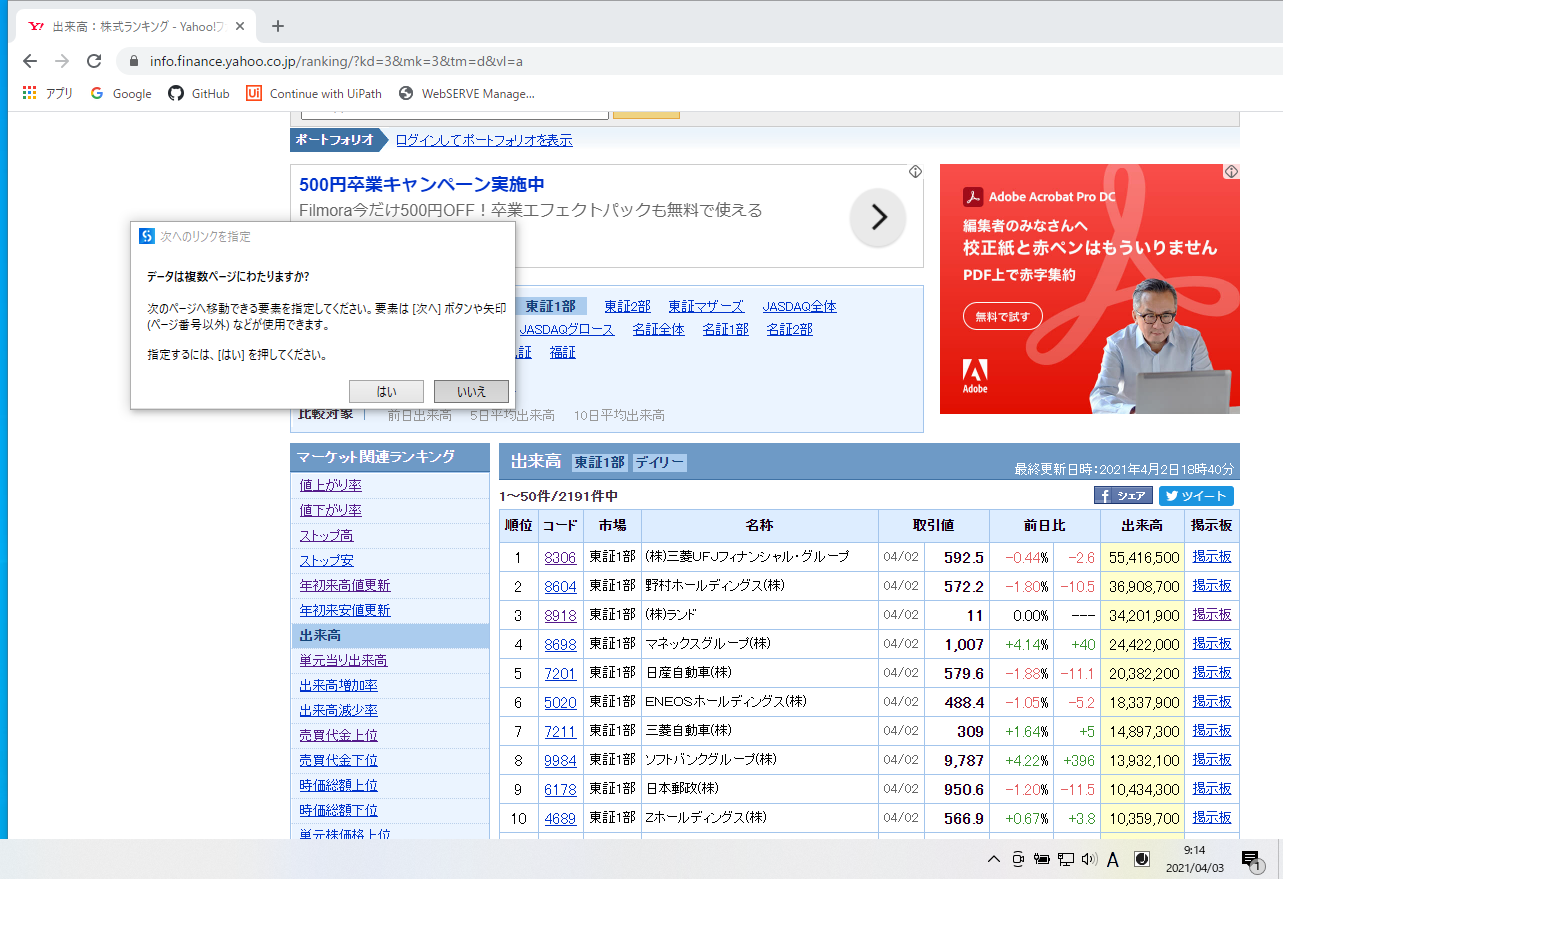 出来高：株式ランキング - Yahoo!フ
info.finance.yahoo.co.jp/ranking/?kd=3&mk=3&tm=d&vl=a
アプリ Google GitHub Continue with UiPath WebSERVE Manage...
ポートフォリオ ログインしてポートフォリオを表示
500円卒業キャンペーン実施中
Filmora今だけ500円OFF！卒業エフェクトパックも無料で使える
Adobe Acrobat Pro DC
編集者のみなさんへ
校正紙と赤ペンはもういりません
PDF上で赤字集約
無料で試す
Adobe
次へのリンクを指定
データは複数ページにわたりますか?
次のページへ移動できる要素を指定してください。要素は [次へ] ボタンや矢印
(ページ番号以外) などが使用できます。
指定するには、[はい] を押してください。
はい いいえ
東証1部 東証2部 東証マザーズ JASDAQ全体
JASDAQグロース 名証全体 名証1部 名証2部
証 福証
比較対象 前日出来高 5日平均出来高 10日平均出来高
マーケット関連ランキング
値上がり率
値下がり率
ストップ高
ストップ安
年初来高値更新
年初来安値更新
出来高
単元当り出来高
出来高増加率
出来高減少率
売買代金上位
売買代金下位
時価総額上位
時価総額下位
単元株価格上位
出来高 東証1部 デイリー
最終更新日時：2021年4月2日18時40分
1～50件/2191件中
シェア ツイート
順位 コード 市場 名称 取引値 前日比 出来高 掲示板
1 8306 東証1部 (株)三菱UFJフィナンシャル・グループ 04/02 592.5 -0.44% -2.6 55,416,500 掲示板
2 8604 東証1部 野村ホールディングス(株) 04/02 572.2 -1.80% -10.5 36,908,700 掲示板
3 8918 東証1部 (株)ランド 04/02 11 0.00% --- 34,201,900 掲示板
4 8698 東証1部 マネックスグループ(株) 04/02 1,007 +4.14% +40 24,422,000 掲示板
5 7201 東証1部 日産自動車(株) 04/02 579.6 -1.88% -11.1 20,382,200 掲示板
6 5020 東証1部 ENEOSホールディングス(株) 04/02 488.4 -1.05% -5.2 18,337,900 掲示板
7 7211 東証1部 三菱自動車(株) 04/02 309 +1.64% +5 14,897,300 掲示板
8 9984 東証1部 ソフトバンクグループ(株) 04/02 9,787 +4.22% +396 13,932,100 掲示板
9 6178 東証1部 日本郵政(株) 04/02 950.6 -1.20% -11.5 10,434,300 掲示板
10 4689 東証1部 Zホールディングス(株) 04/02 566.9 +0.67% +3.8 10,359,700 掲示板
A
9:14
2021/04/03
1